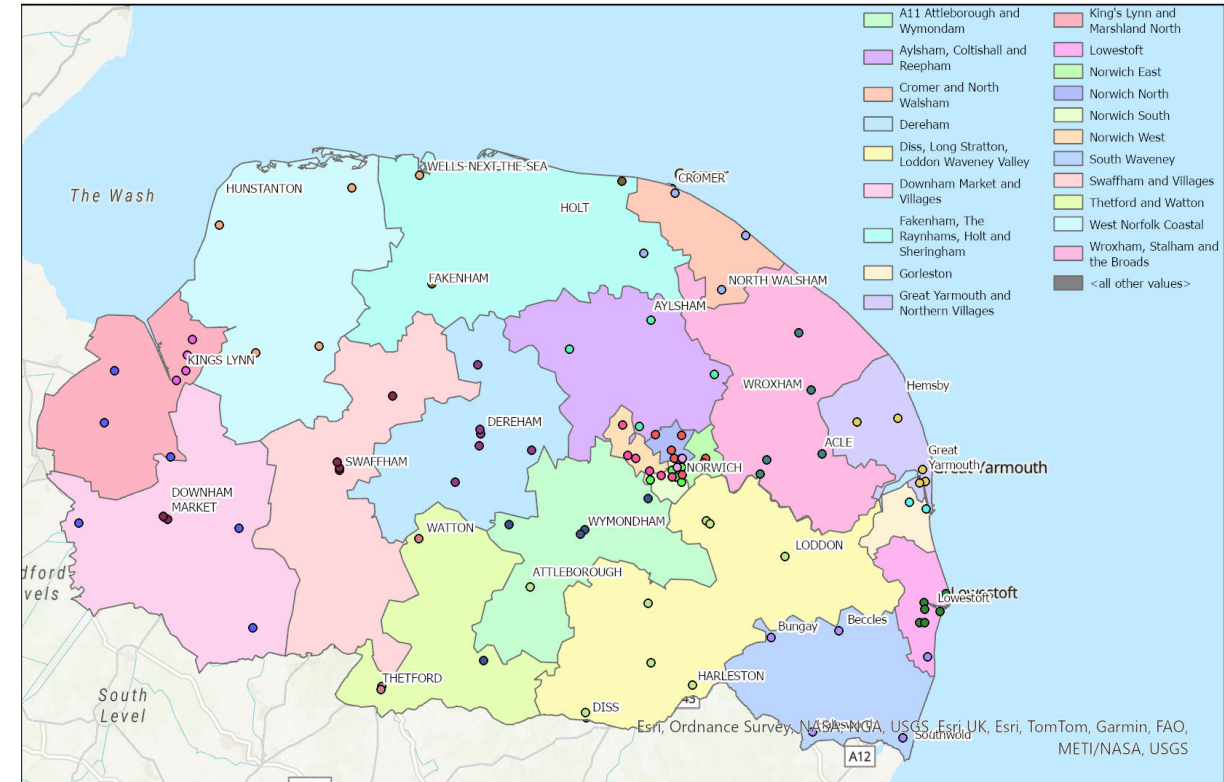 A11 Attleborough and
Wymondam
Aylsham, Coltishall and
Reepham
Cromer and North
Walsham
Dereham
Diss, Long Stratton,
Loddon Waveney Valley
Downham Market and
Villages
Fakenham, The
Raynhams, Holt and
Sheringham
Gorleston
Great Yarmouth and
Northern Villages
King's Lynn and
Marshland North
Lowestoft
Norwich East
Norwich North
Norwich South
Norwich West
South Waveney
Swaffham and Villages
Thetford and Watton
West Norfolk Coastal
Wroxham, Stalham and
the Broads
<all other values>
The Wash
HUNSTANTON
WELLS-NEXT-THE-SEA
CROMER
HOLT
FAKENHAM
NORTH WALSHAM
AYLSHAM
KINGS LYNN
WROXHAM
Hemsby
DEREHAM
ACLE
SWAFFHAM
NORWICH
Great
Yarmouth
Great Yarmouth
DOWNHAM
MARKET
WATTON
WYMONDHAM
LODDON
ATTLEBOROUGH
Lowestoft
Lowestoft
Bungay
Beccles
THETFORD
HARLESTON
South
Level
DISS
Esri, Ordnance Survey, NASA, NGA, USGS, Esri UK, Esri, TomTom, Garmin, FAO,
METI/NASA, USGS
Southwold
A12